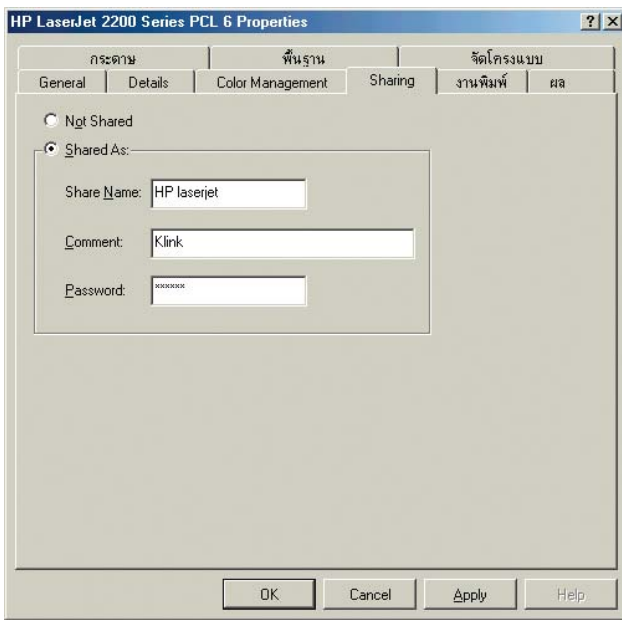 HP LaserJet 2200 Series PCL 6 Properties
กระดาษ พื้นฐาน จัดโครงแบบ
General Details Color Management Sharing งานพิมพ์ ผล
Not Shared
Shared As:
Share Name: HP laserjet
Comment: Klink
Password: ******
OK Cancel Apply Help